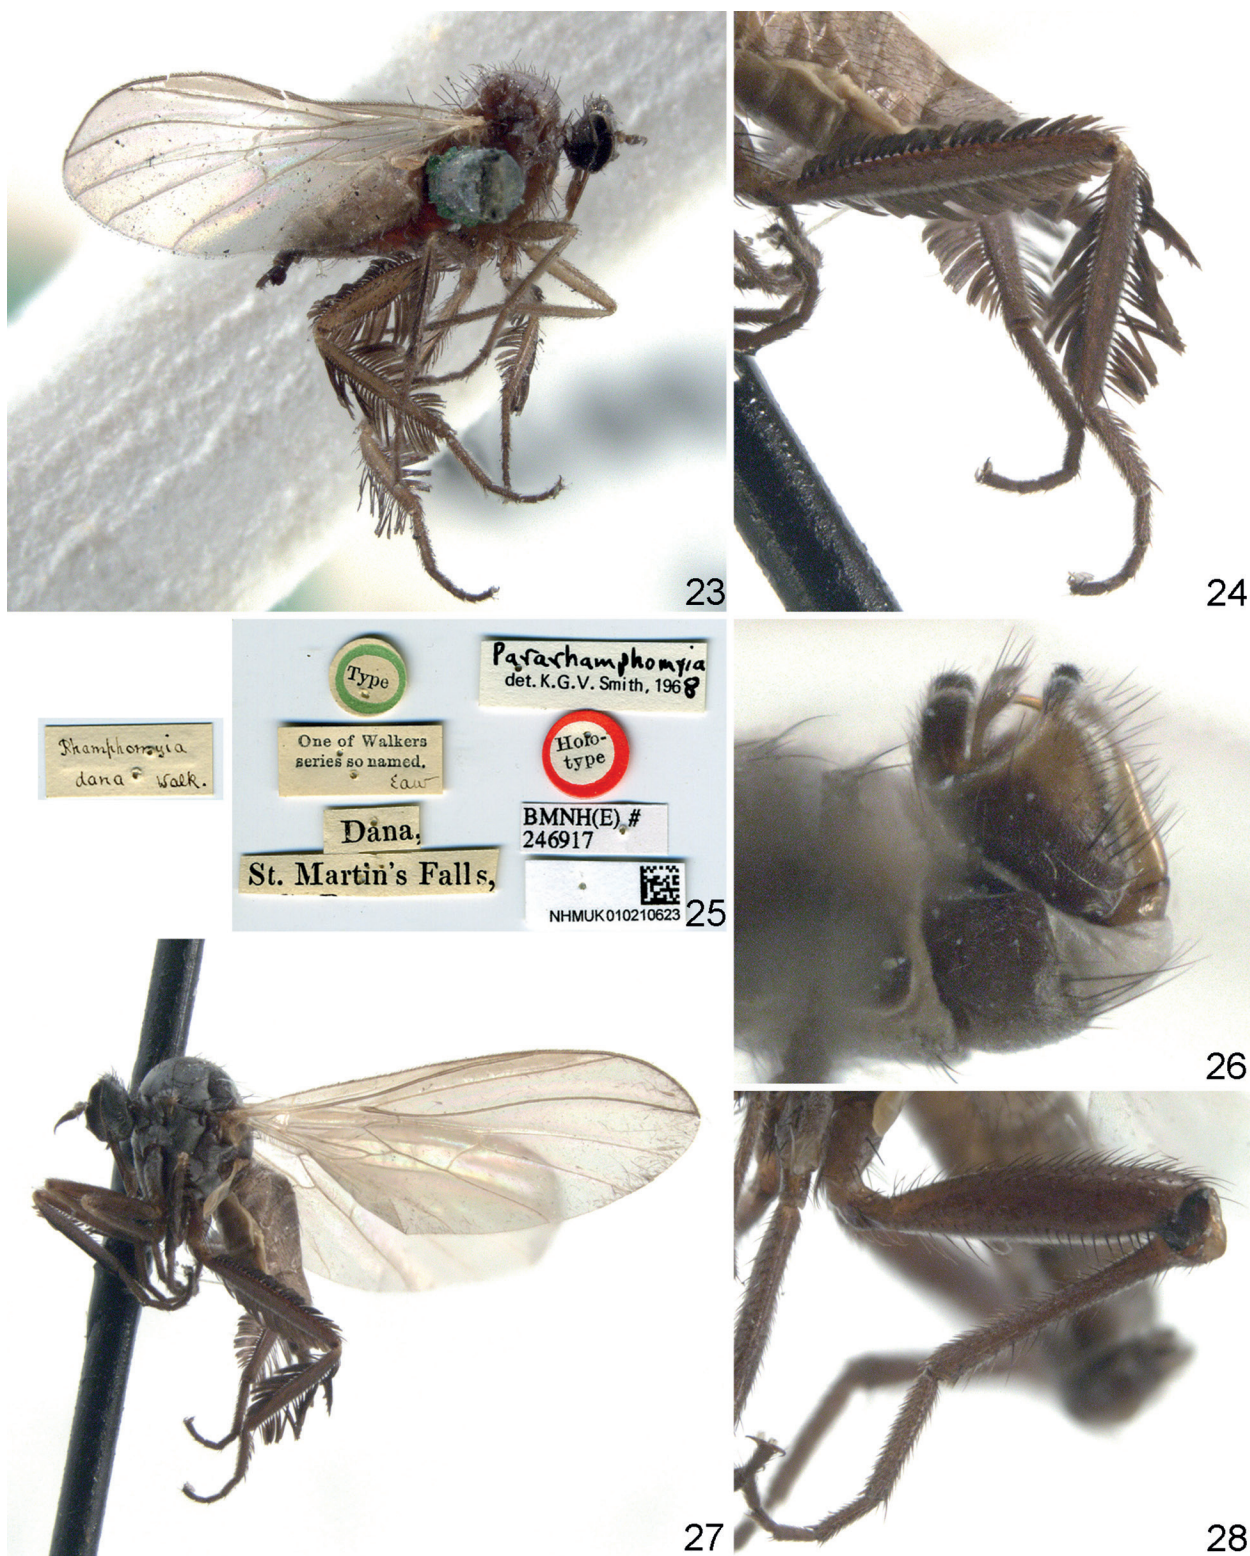 23
24
Rhamphomyia
dana Walk.
Type
One of Walkers
series so named.
Eaw
Dana,
St. Martin's Falls,
Pararhamphomyia
det. K.G.V. Smith, 1968
Holo-
type
BMNH(E) #
246917
NHMUK010210623
25
26
27
28